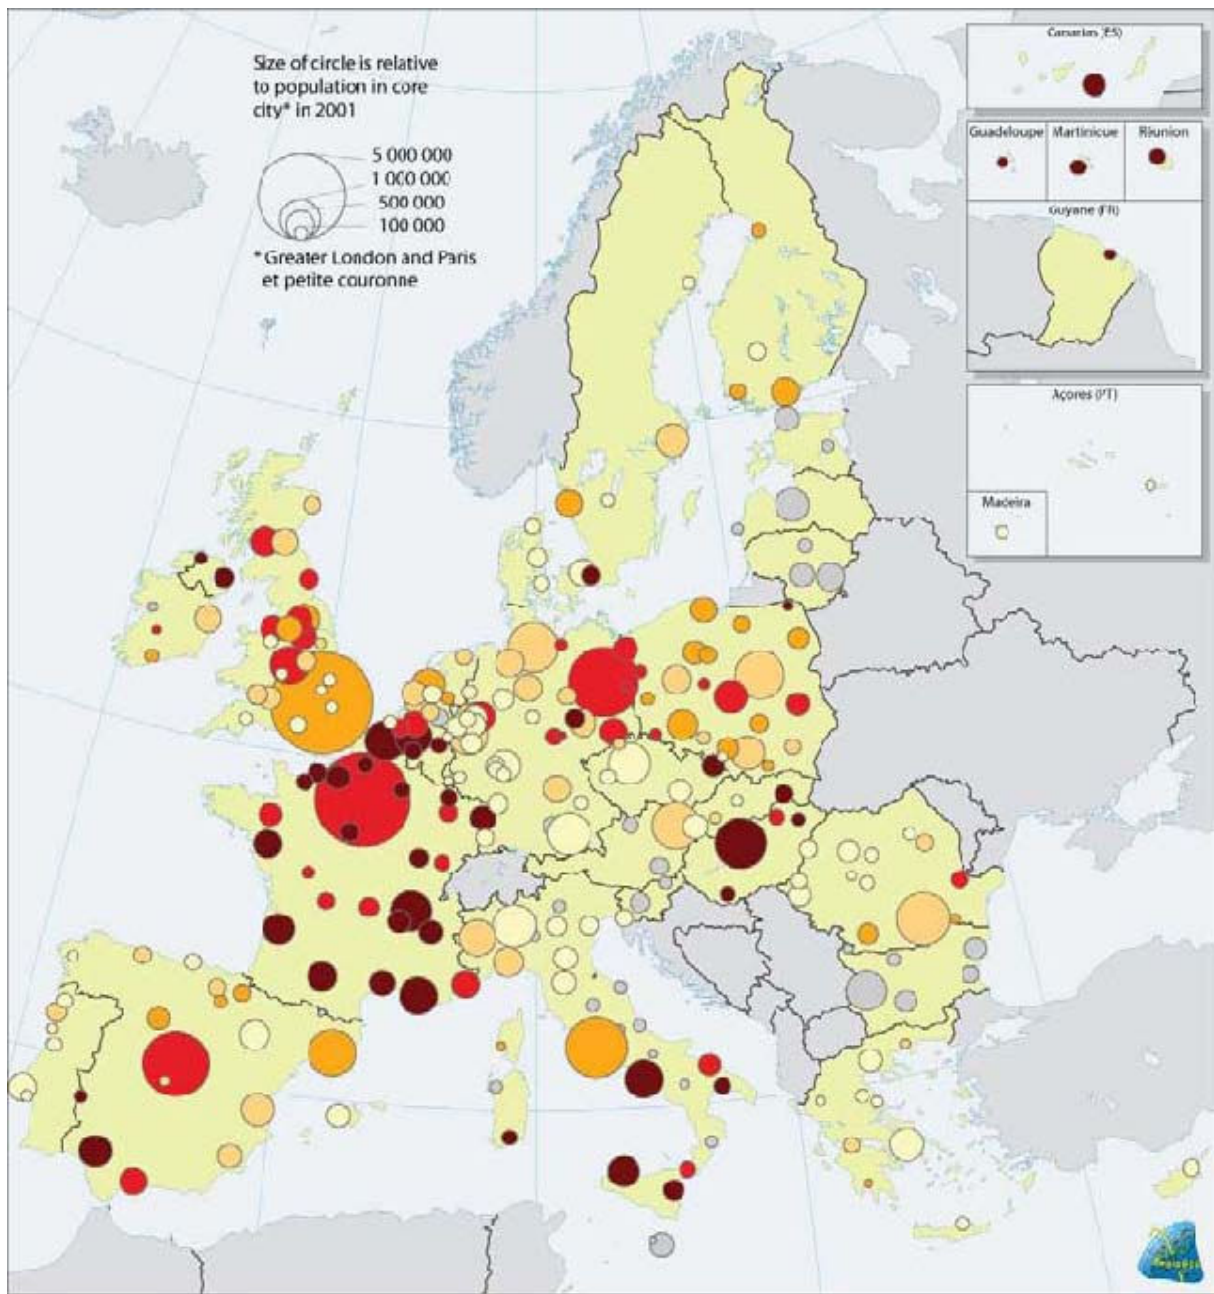 Size of circle is relative
to population in core
city* in 2001
5 000 000
1 000 000
500 000
100 000
* Greater London and Paris
et petite couronne
Canarias (ES)
Guadeloupe
Martinique
Réunion
Guyane (FR)
Açores (PT)
Madeira